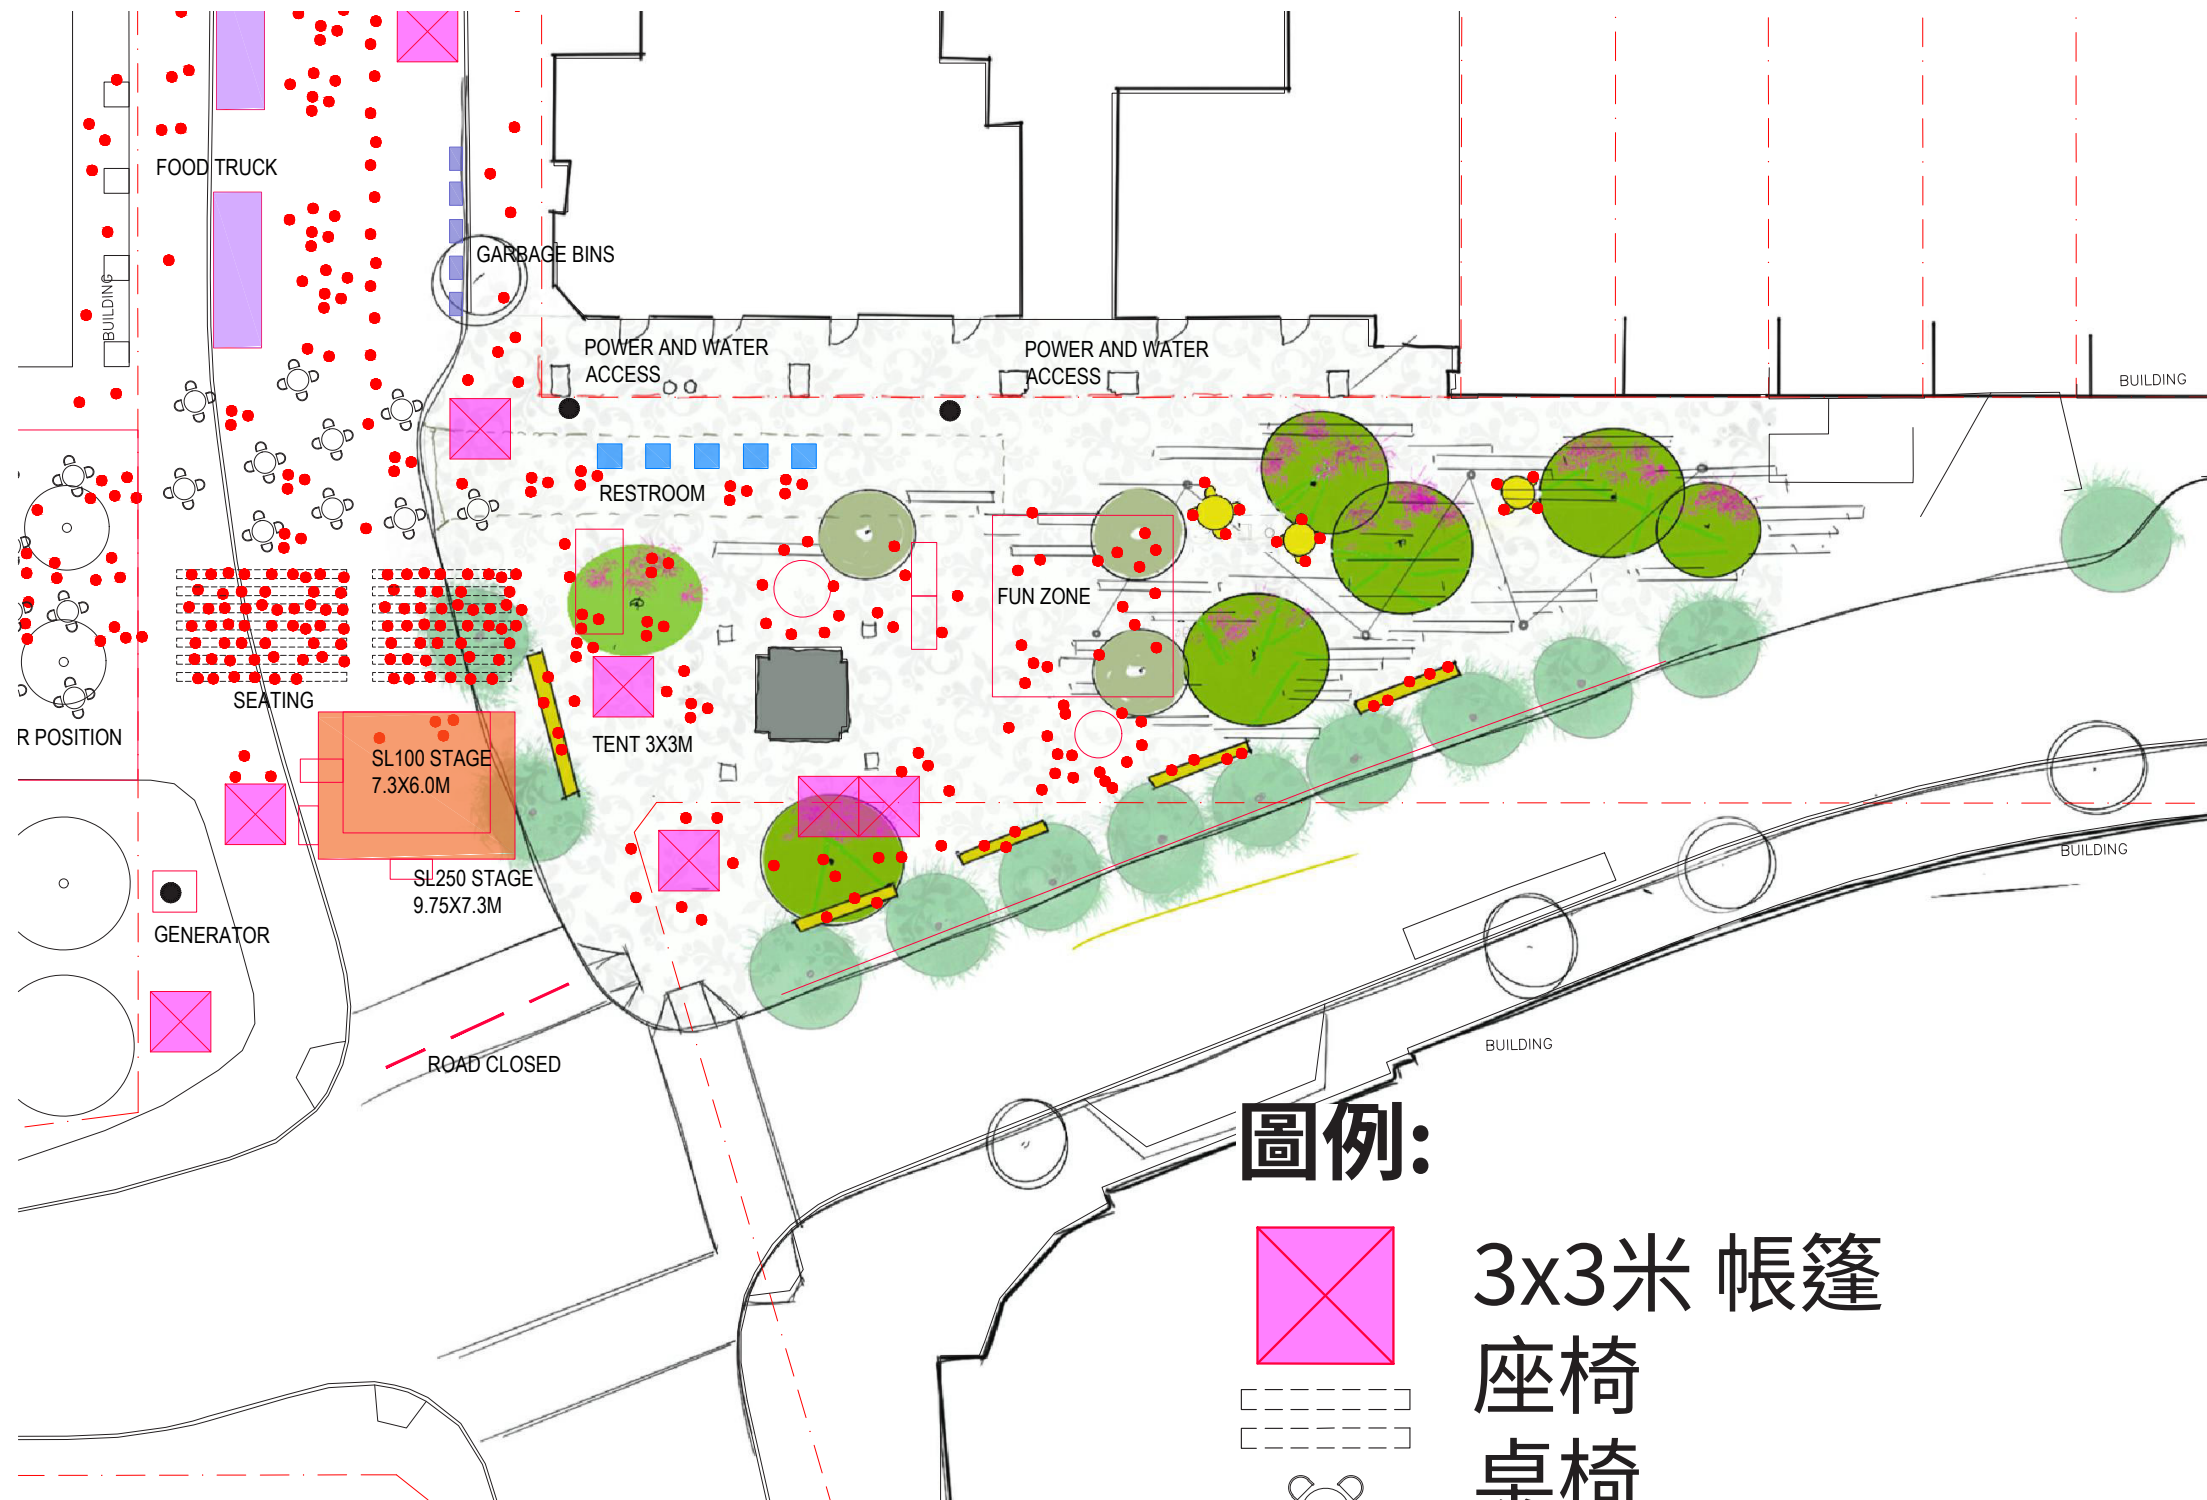 FOOD TRUCK
GARBAGE BINS
BUILDING
POWER AND WATER
ACCESS
POWER AND WATER
ACCESS
BUILDING
RESTROOM
FUN ZONE
SEATING
R POSITION
TENT 3X3M
SL100 STAGE
7.3X6.0M
SL250 STAGE
9.75X7.3M
GENERATOR
BUILDING
BUILDING
ROAD CLOSED
圖例:
3x3米 帳篷
座椅
桌椅